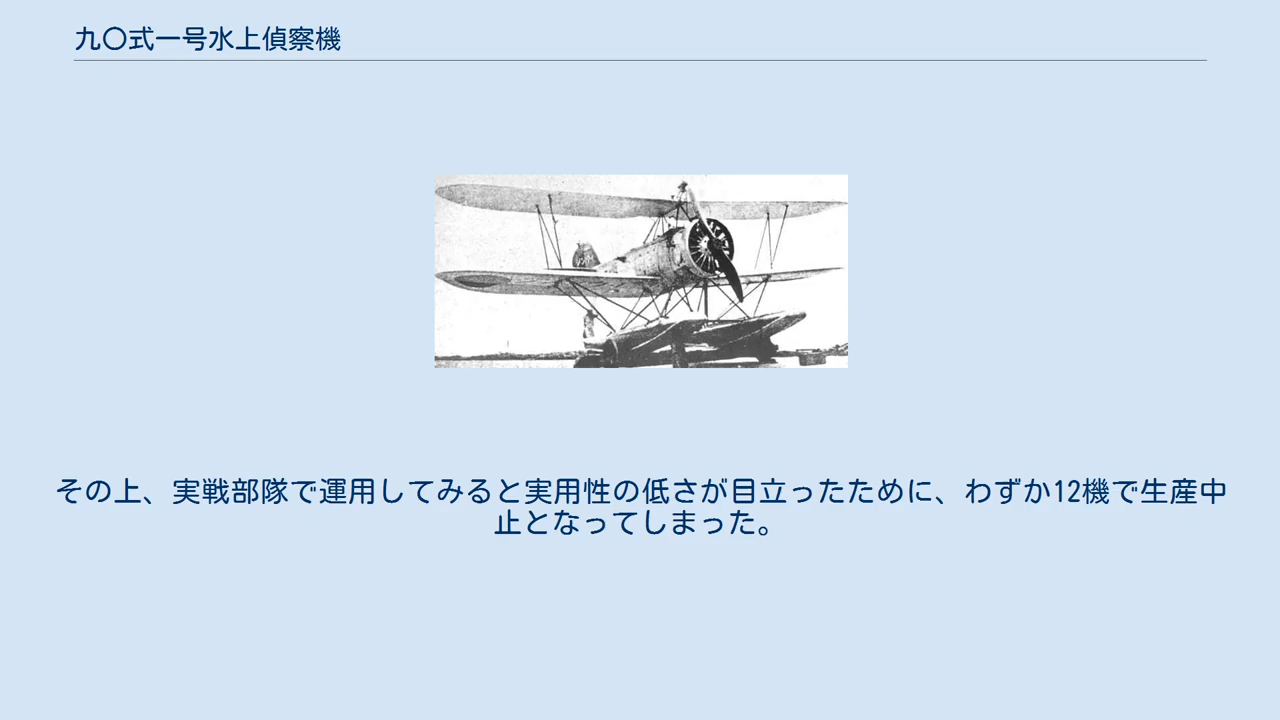 九〇式一号水上偵察機
その上、実戦部隊で運用してみると実用性の低さが目立ったために、わずか12機で生産中
止となってしまった。